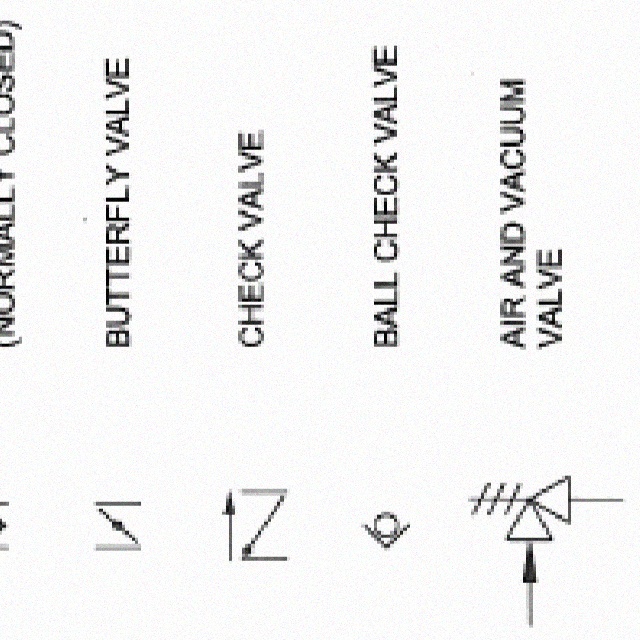 (NORMALLY CLOSED)
BUTTERFLY VALVE
CHECK VALVE
BALL CHECK VALVE
AIR AND VACUUM
VALVE